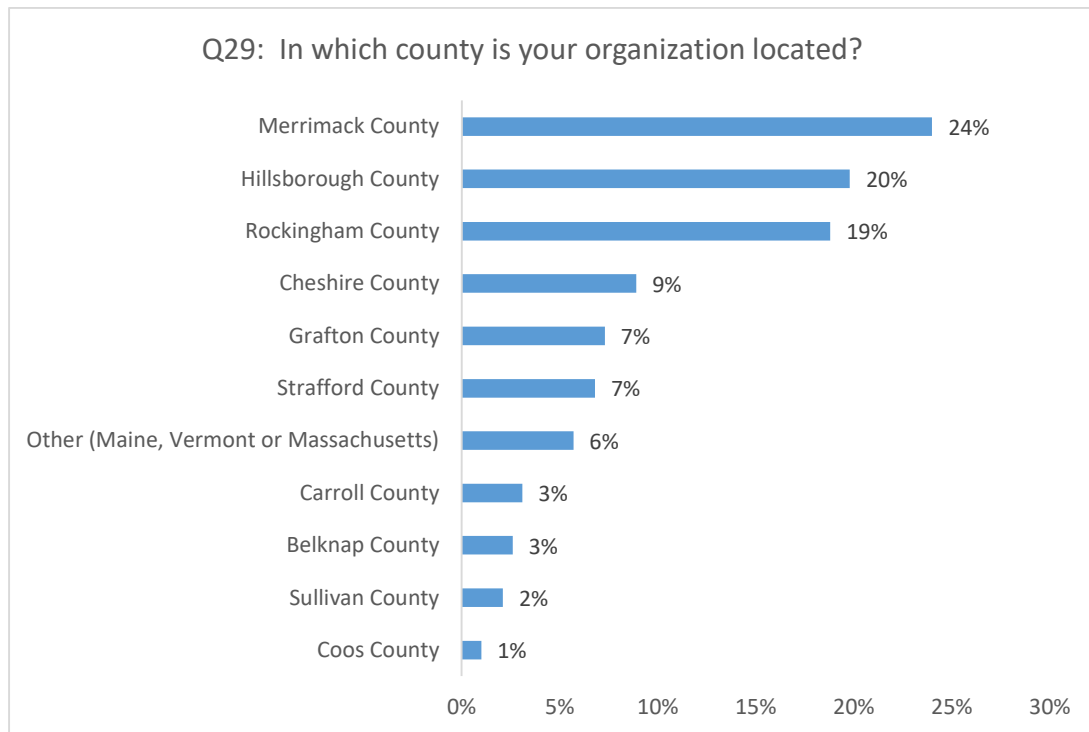 Q29:  In which county is your organization located?
Merrimack County 24%
Hillsborough County 20%
Rockingham County 19%
Cheshire County 9%
Grafton County 7%
Strafford County 7%
Other (Maine, Vermont or Massachusetts) 6%
Carroll County 3%
Belknap County 3%
Sullivan County 2%
Coos County 1%
0% 5% 10% 15% 20% 25% 30%